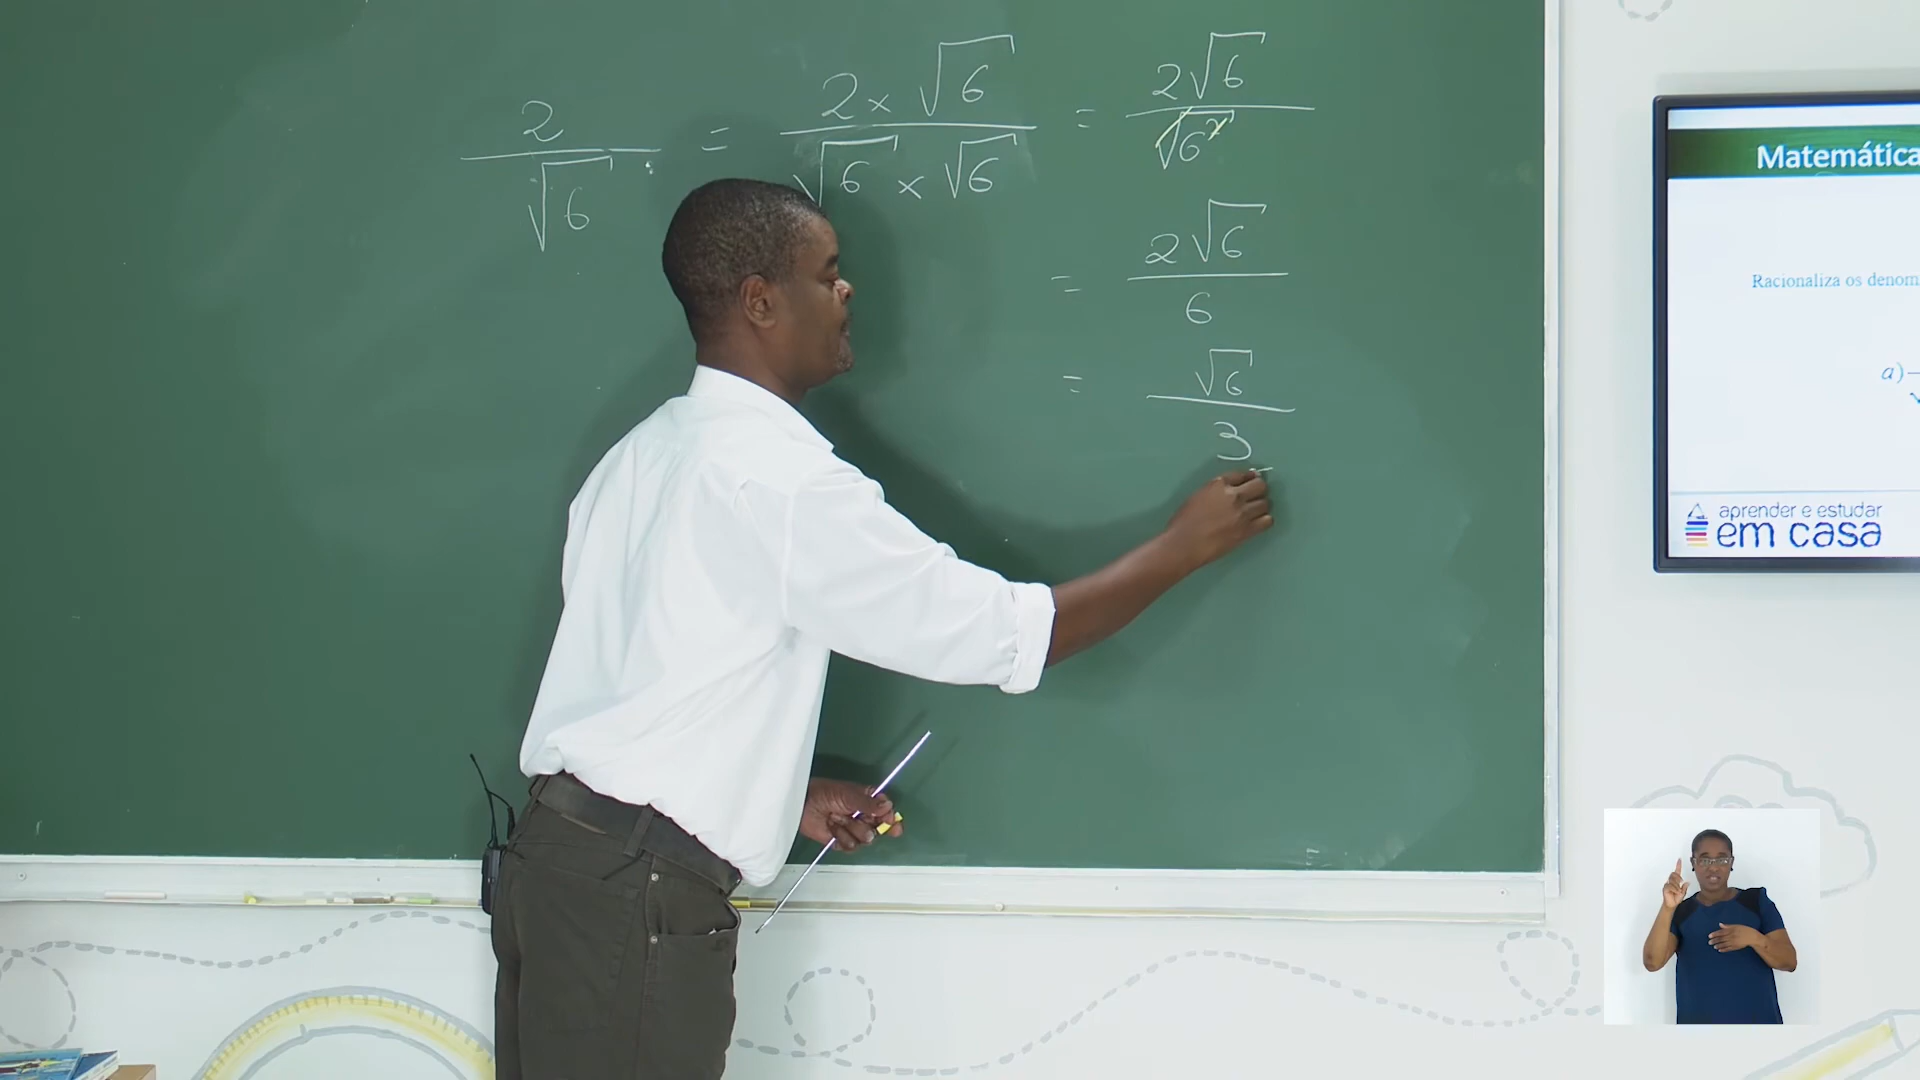 2/√6 = 2 × √6 / √6 × √6 = 2√6 / √6²
= 2√6 / 6
= √6 / 3
Matemática
Racionaliza os
a)
aprender e estudar
em casa